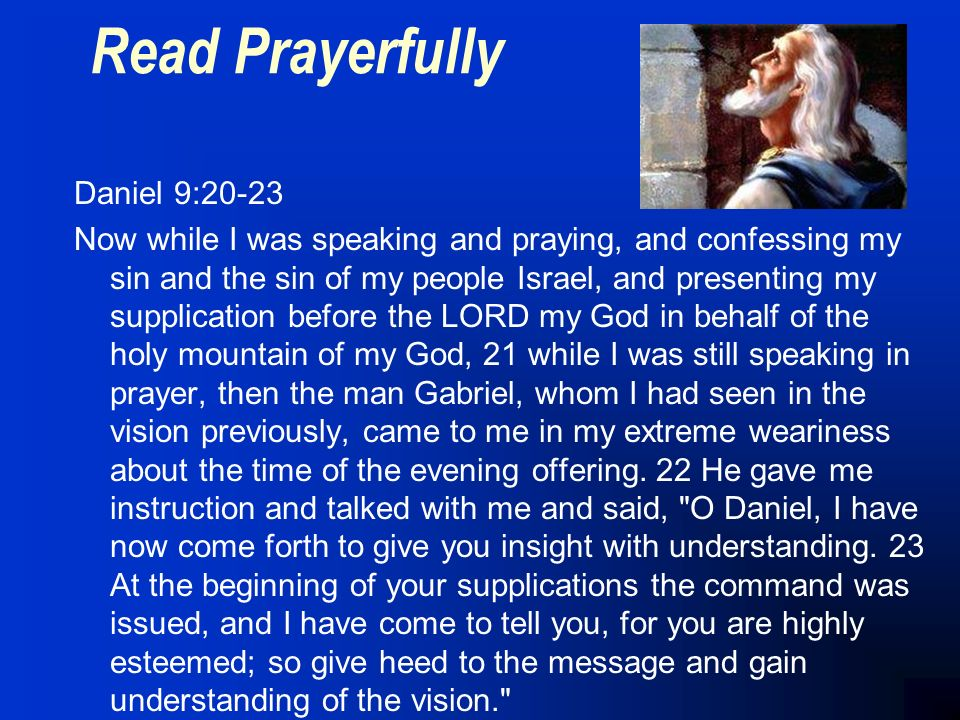 Read Prayerfully
Daniel 9:20-23
Now while I was speaking and praying, and confessing my
sin and the sin of my people Israel, and presenting my
supplication before the LORD my God in behalf of the
holy mountain of my God, 21 while I was still speaking in
prayer, then the man Gabriel, whom I had seen in the
vision previously, came to me in my extreme weariness
about the time of the evening offering. 22 He gave me
instruction and talked with me and said, "O Daniel, I have
now come forth to give you insight with understanding. 23
At the beginning of your supplications the command was
issued, and I have come to tell you, for you are highly
esteemed; so give heed to the message and gain
understanding of the vision."